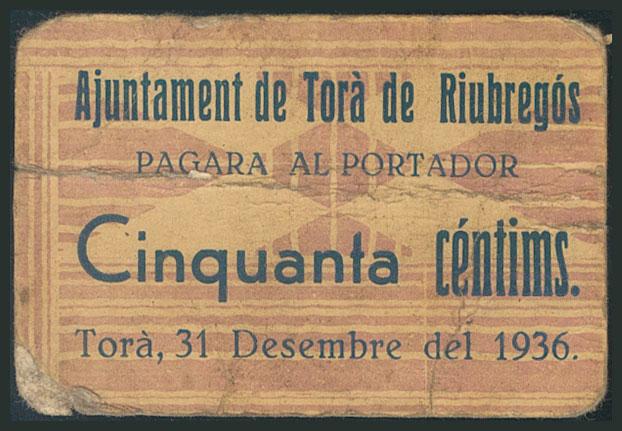 Ajuntament de Torà de Riubregós
PAGARA AL PORTADOR
Cinquanta céntims.
Torà, 31 Desembre del 1936.